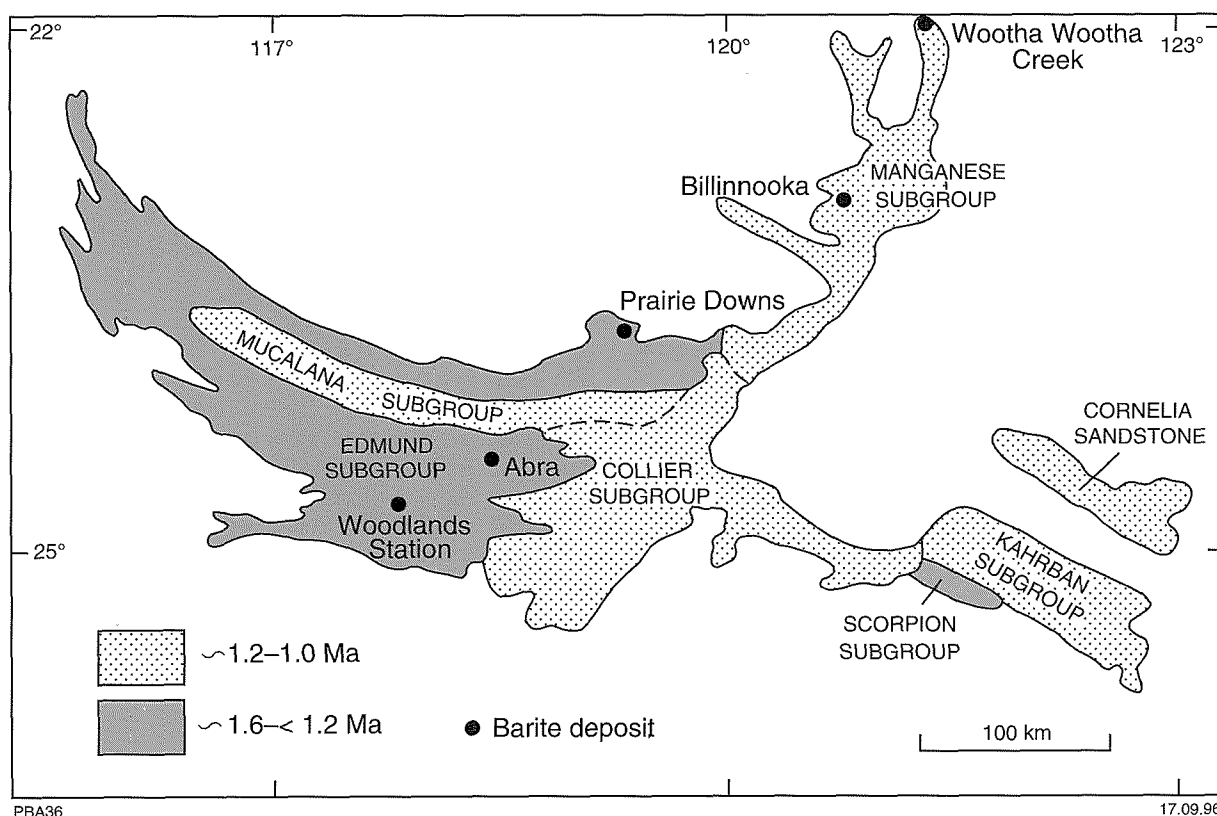 22°
117°
120°
123°
Wootha Wootha
Creek
MANGANESE
SUBGROUP
Billinnooka
Prairie Downs
MUCALANA
SUBGROUP
CORNELIA
SANDSTONE
EDMUND
SUBGROUP
Abra
COLLIER
SUBGROUP
Woodlands
Station
25°
KAHRBAN
SUBGROUP
SCORPION
SUBGROUP
~1.2–1.0 Ma
~1.6–< 1.2 Ma
Barite deposit
100 km
PBA36
17.09.96